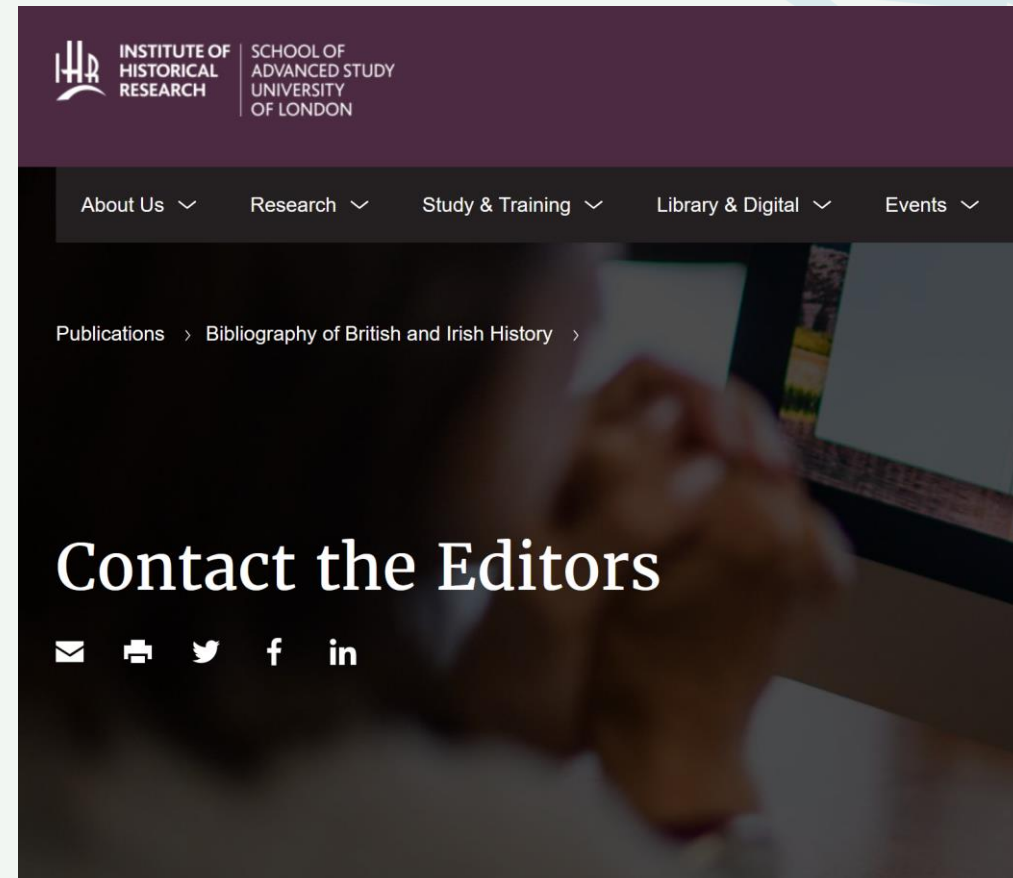 INSTITUTE OF
HISTORICAL
RESEARCH
SCHOOL OF
ADVANCED STUDY
UNIVERSITY
OF LONDON
About Us Research Study & Training Library & Digital Events
Publications > Bibliography of British and Irish History >
Contact the Editors